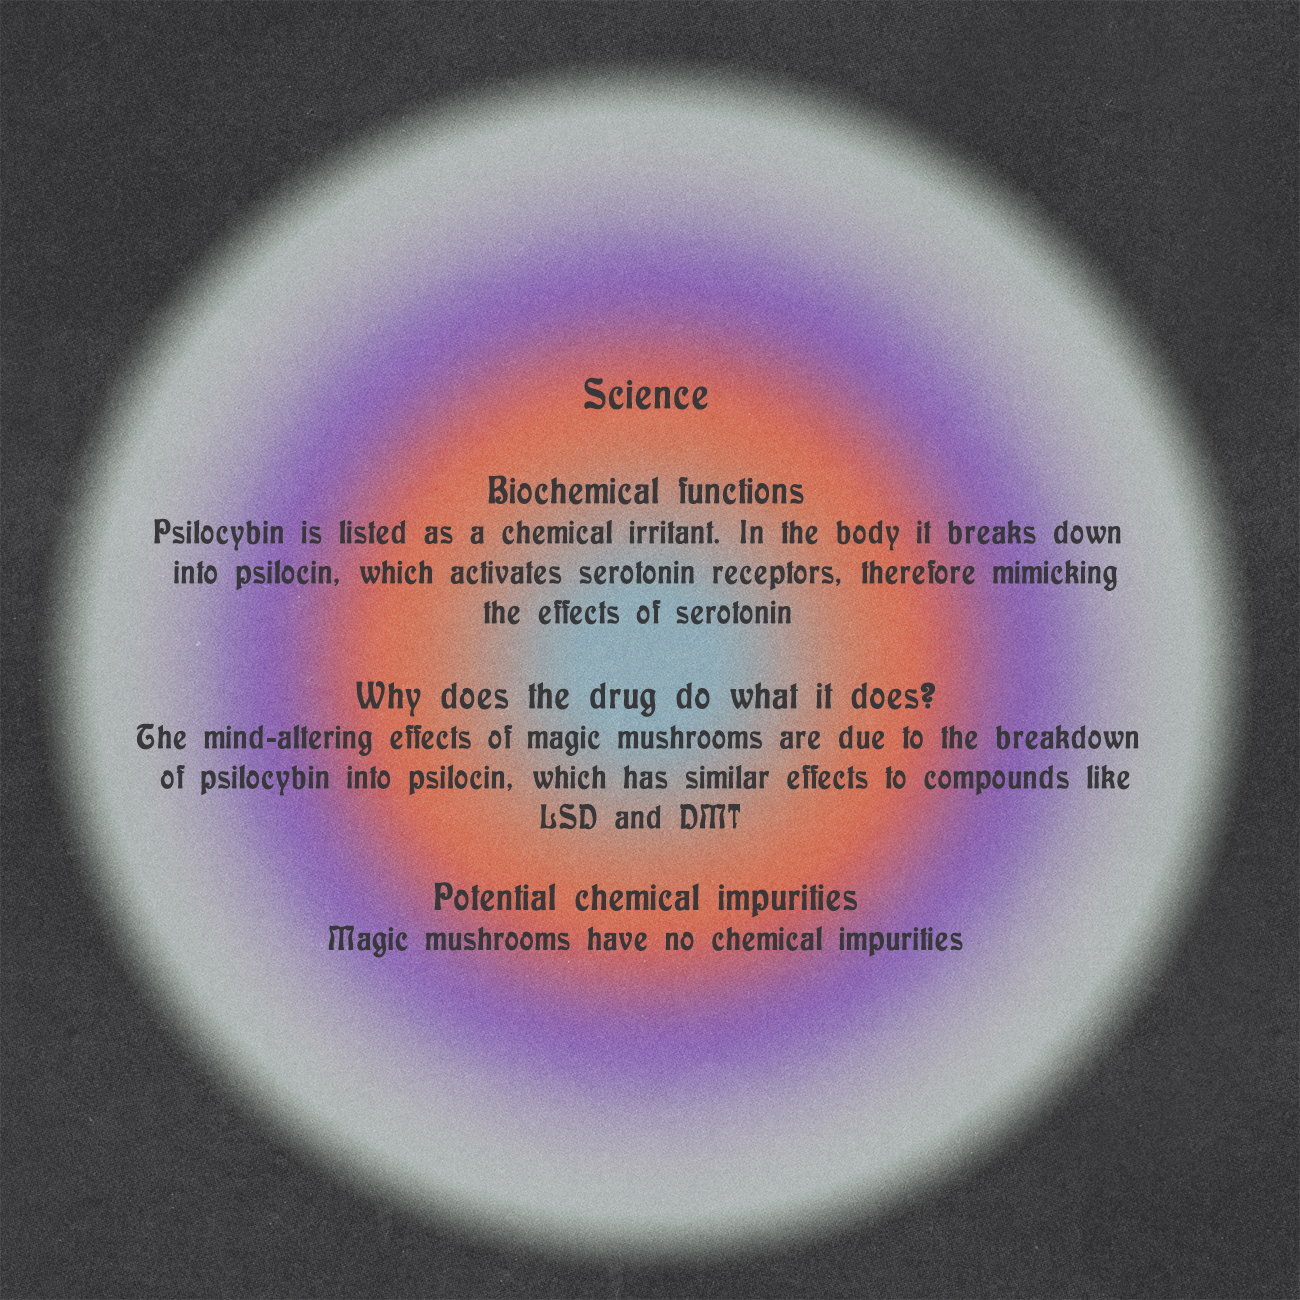 Science
Biochemical functions
Psilocybin is listed as a chemical irritant. In the body it breaks down
into psilocin, which activates serotonin receptors, therefore mimicking
the effects of serotonin
Why does the drug do what it does?
The mind-altering effects of magic mushrooms are due to the breakdown
of psilocybin into psilocin, which has similar effects to compounds like
LSD and DMT
Potential chemical impurities
Magic mushrooms have no chemical impurities